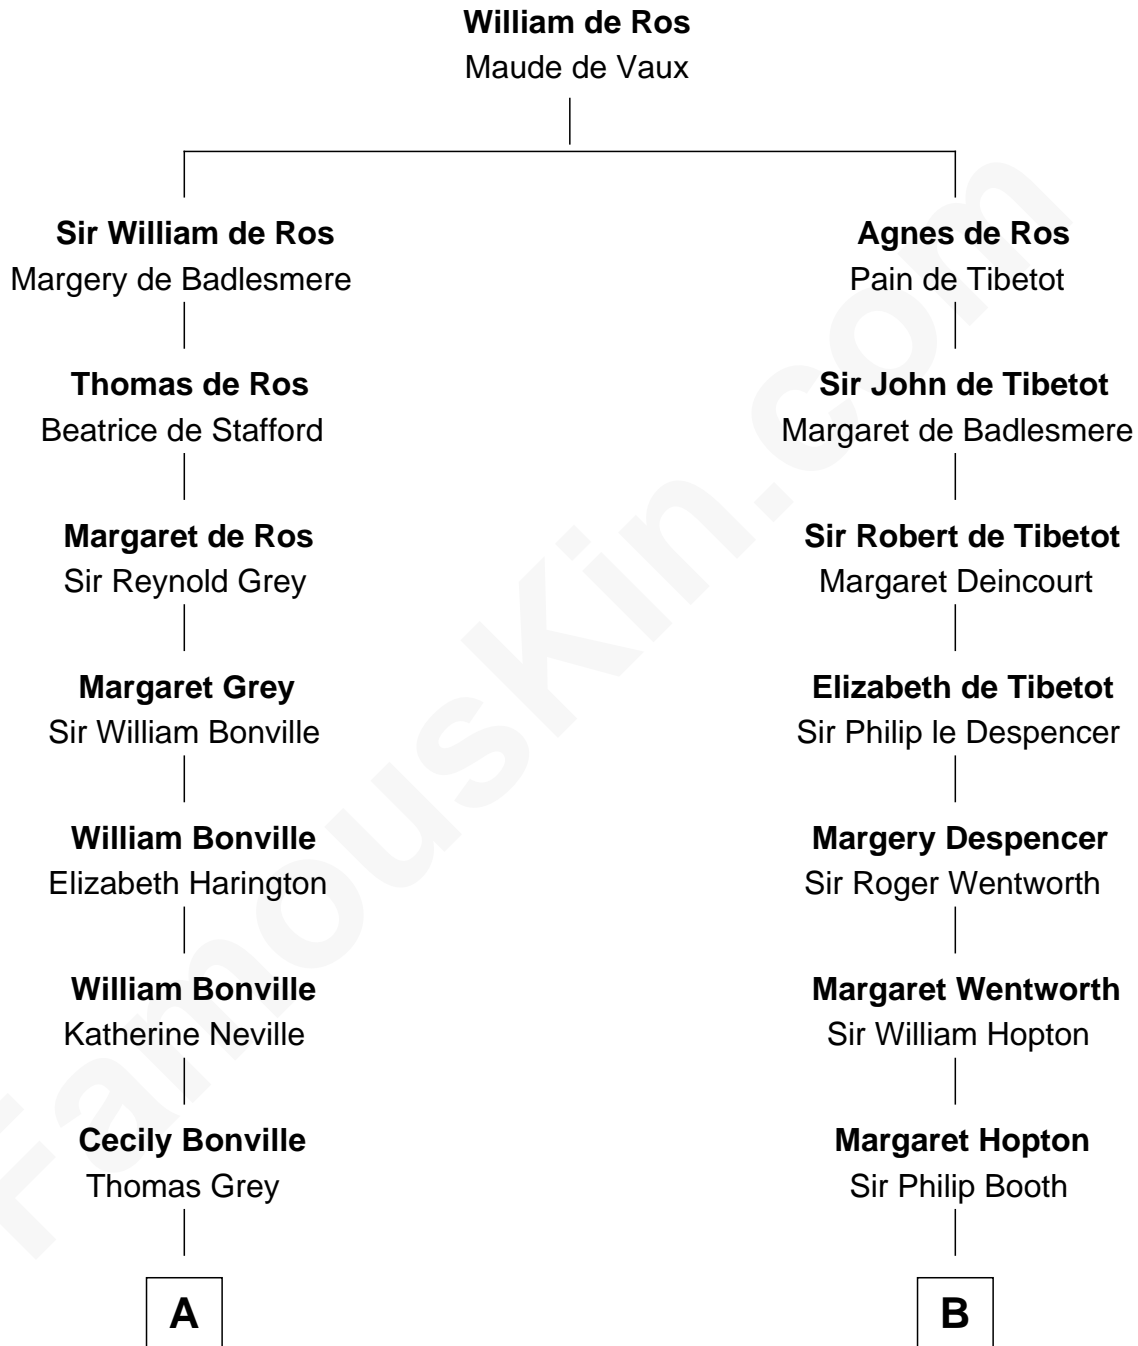 William de Ros
Maude de Vaux
Sir William de Ros
Margery de Badlesmere
Agnes de Ros
Pain de Tibetot
Thomas de Ros
Beatrice de Stafford
Sir John de Tibetot
Margaret de Badlesmere
Margaret de Ros
Sir Reynold Grey
Sir Robert de Tibetot
Margaret Deincourt
Margaret Grey
Sir William Bonville
Elizabeth de Tibetot
Sir Philip le Despencer
William Bonville
Elizabeth Harington
Margery Despencer
Sir Roger Wentworth
William Bonville
Katherine Neville
Margaret Wentworth
Sir William Hopton
Cecily Bonville
Thomas Grey
Margaret Hopton
Sir Philip Booth
A
B
FamousKin.com